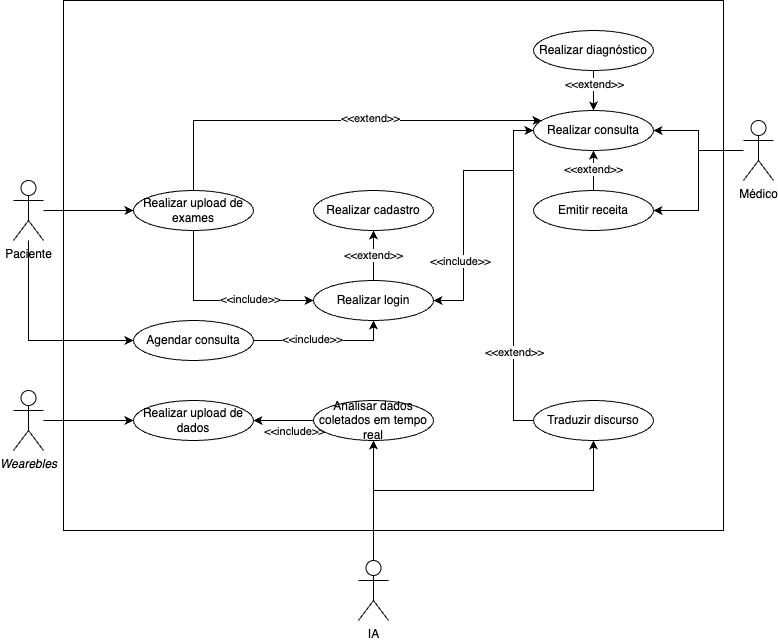 Realizar diagnóstico
<<extend>>
<<extend>>
Realizar consulta
<<extend>>
Médico
Realizar upload de
exames
Realizar cadastro
Emitir receita
Paciente
<<extend>>
<<include>>
<<include>>
Realizar login
Agendar consulta
<<include>>
<<extend>>
Realizar upload de
dados
Analisar dados
coletados em tempo
real
<<include>>
Traduzir discurso
Wearebles
IA